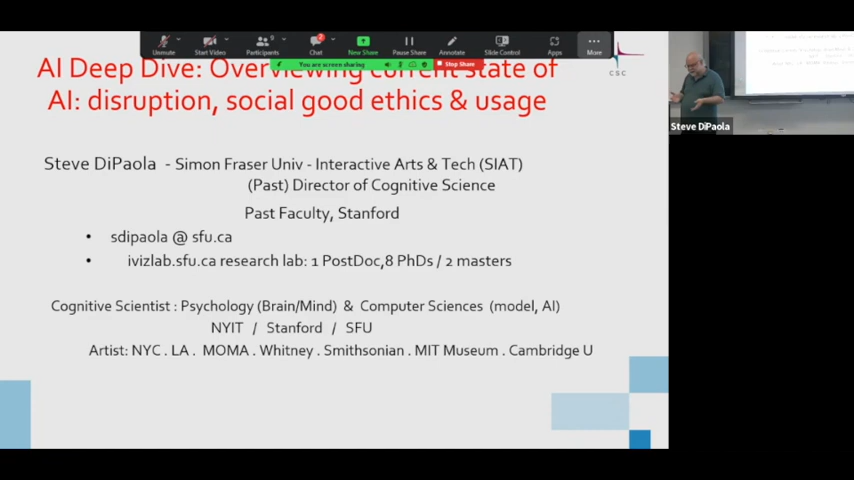 Unmute
Start Video
Participants
9
Chat
2
New Share
Pause Share
Annotate
Slide Control
Apps
More
You are screen sharing
Stop Share
AI Deep Dive: Overviewing current state of
AI: disruption, social good ethics & usage
CSC
Steve DiPaola
Steve DiPaola - Simon Fraser Univ - Interactive Arts & Tech (SIAT)
(Past) Director of Cognitive Science
Past Faculty, Stanford
• sdipaola @ sfu.ca
• ivizlab.sfu.ca research lab: 1 PostDoc,8 PhDs / 2 masters
Cognitive Scientist : Psychology (Brain/Mind) & Computer Sciences (model, AI)
NYIT / Stanford / SFU
Artist: NYC . LA . MOMA . Whitney . Smithsonian . MIT Museum . Cambridge U